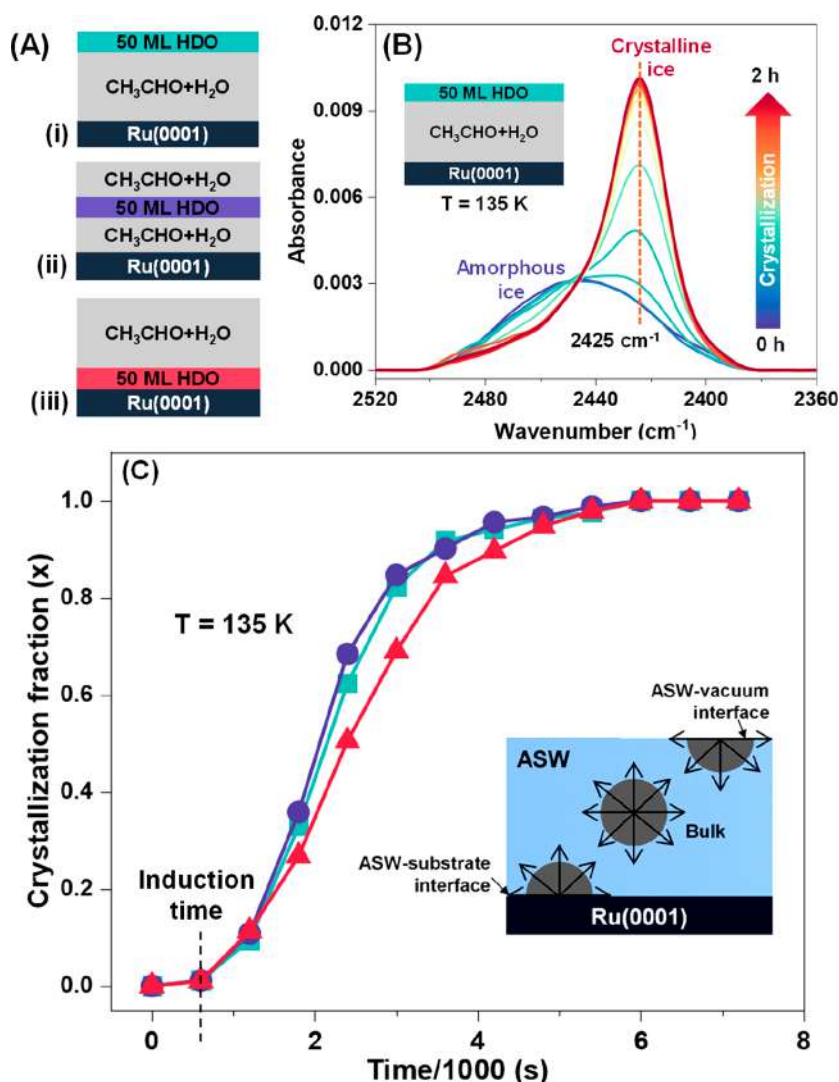 (A)
50 ML HDO
CH₃CHO+H₂O
(i)
Ru(0001)
CH₃CHO+H₂O
50 ML HDO
CH₃CHO+H₂O
(ii)
Ru(0001)
CH₃CHO+H₂O
50 ML HDO
(iii)
Ru(0001)
(B)
0.012
0.009
0.006
0.003
0.000
Absorbance
50 ML HDO
CH₃CHO+H₂O
Ru(0001)
T = 135 K
Crystalline
ice
Amorphous
ice
2425 cm⁻¹
2 h
Crystallization
0 h
2520
2480
2440
2400
2360
Wavenumber (cm⁻¹)
(C)
1.0
0.8
0.6
0.4
0.2
0.0
Crystallization fraction (x)
T = 135 K
Induction
time
ASW-vacuum
interface
ASW
Bulk
ASW-substrate
interface
Ru(0001)
0
2
4
6
8
Time/1000 (s)